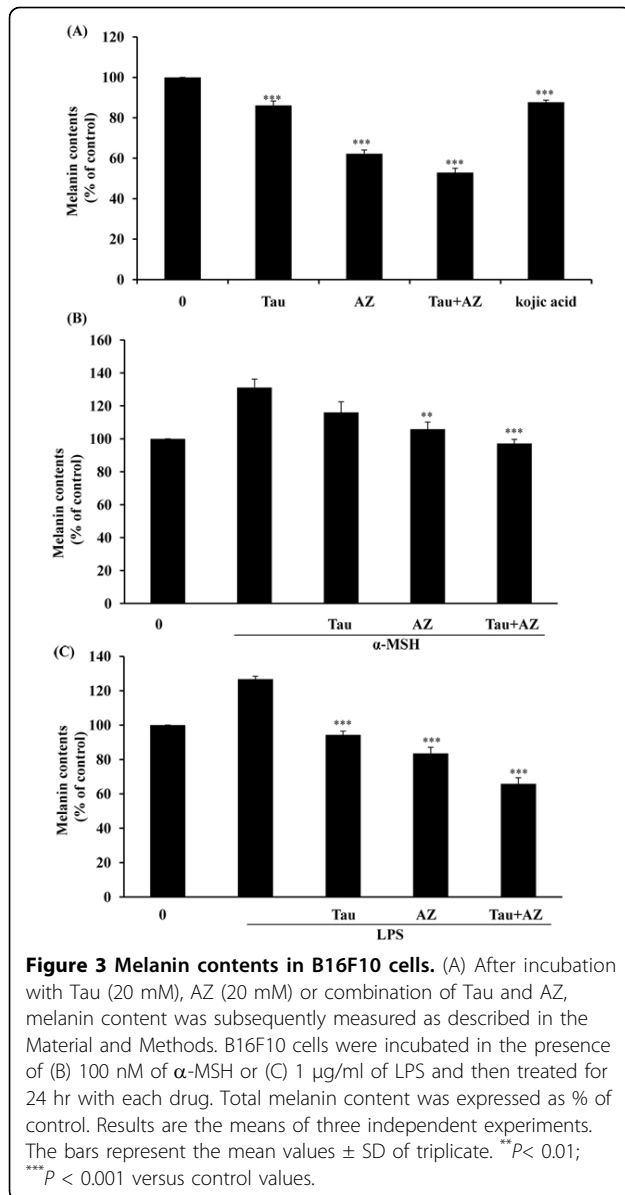 (A)
Melanin contents
(% of control)
120
100
80
60
40
20
0
***
***
***
***
0 Tau AZ Tau+AZ kojic acid
(B)
Melanin contents
(% of control)
160
140
120
100
80
60
40
20
0
**
***
0 Tau AZ Tau+AZ
α-MSH
(C)
Melanin contents
(% of control)
140
120
100
80
60
40
20
0
***
***
***
0 Tau AZ Tau+AZ
LPS
Figure 3 Melanin contents in B16F10 cells. (A) After incubation
with Tau (20 mM), AZ (20 mM) or combination of Tau and AZ,
melanin content was subsequently measured as described in the
Material and Methods. B16F10 cells were incubated in the presence
of (B) 100 nM of α-MSH or (C) 1 μg/ml of LPS and then treated for
24 hr with each drug. Total melanin content was expressed as % of
control. Results are the means of three independent experiments.
The bars represent the mean values ± SD of triplicate. **P< 0.01;
***P < 0.001 versus control values.